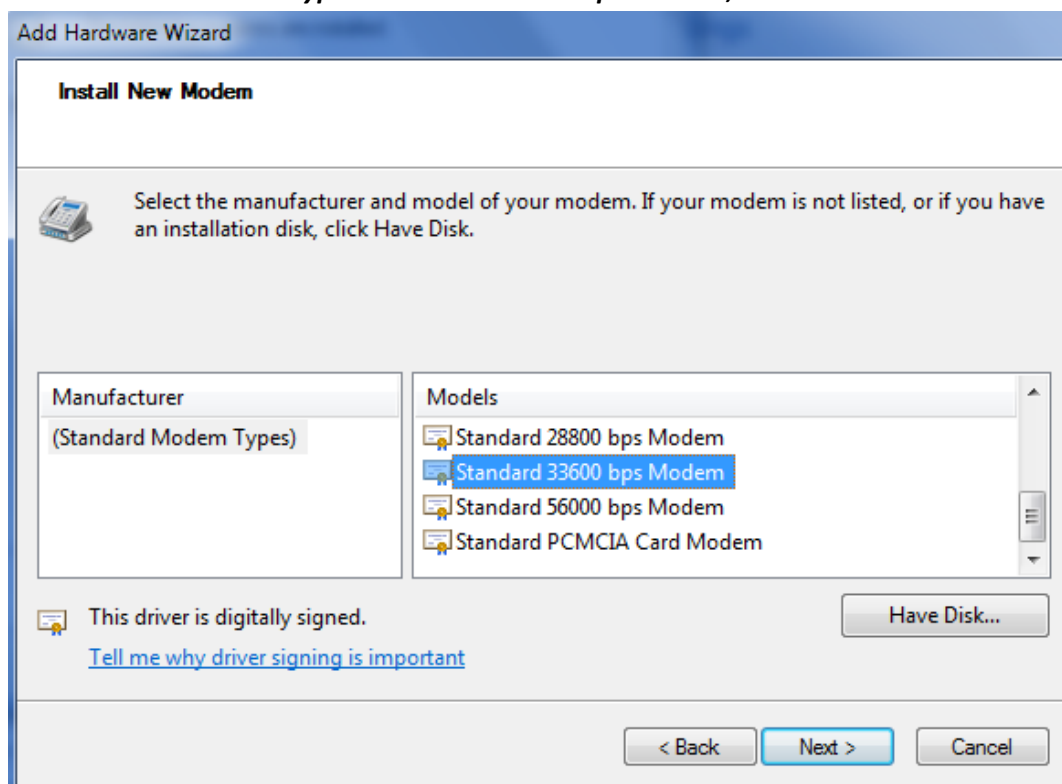 Add Hardware Wizard
Install New Modem
Select the manufacturer and model of your modem. If your modem is not listed, or if you have
an installation disk, click Have Disk.
Manufacturer
Models
(Standard Modem Types)
Standard 28800 bps Modem
Standard 33600 bps Modem
Standard 56000 bps Modem
Standard PCMCIA Card Modem
This driver is digitally signed.
Have Disk...
Tell me why driver signing is important
< Back
Next >
Cancel